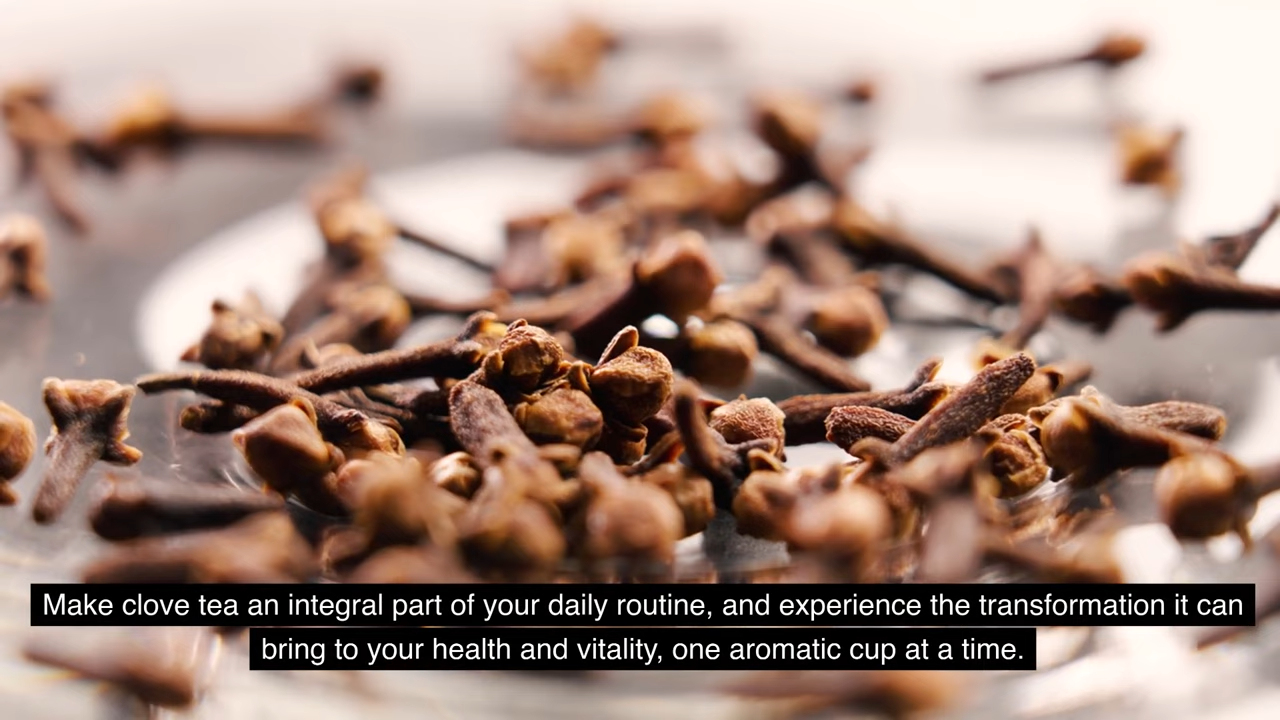 Make clove tea an integral part of your daily routine, and experience the transformation it can
bring to your health and vitality, one aromatic cup at a time.